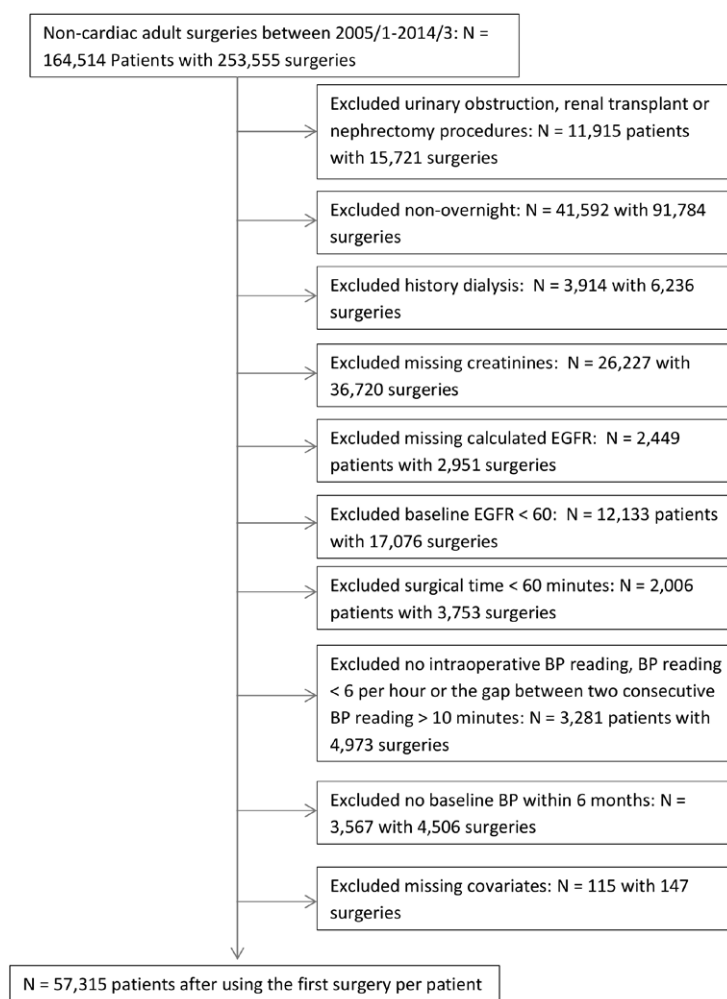 Non-cardiac adult surgeries between 2005/1-2014/3: N =
164,514 Patients with 253,555 surgeries
Excluded urinary obstruction, renal transplant or
nephrectomy procedures: N = 11,915 patients
with 15,721 surgeries
Excluded non-overnight: N = 41,592 with 91,784
surgeries
Excluded history dialysis: N = 3,914 with 6,236
surgeries
Excluded missing creatinines: N = 26,227 with
36,720 surgeries
Excluded missing calculated EGFR: N = 2,449
patients with 2,951 surgeries
Excluded baseline EGFR < 60: N = 12,133 patients
with 17,076 surgeries
Excluded surgical time < 60 minutes: N = 2,006
patients with 3,753 surgeries
Excluded no intraoperative BP reading, BP reading
< 6 per hour or the gap between two consecutive
BP reading > 10 minutes: N = 3,281 patients with
4,973 surgeries
Excluded no baseline BP within 6 months: N =
3,567 with 4,506 surgeries
Excluded missing covariates: N = 115 with 147
surgeries
N = 57,315 patients after using the first surgery per patient